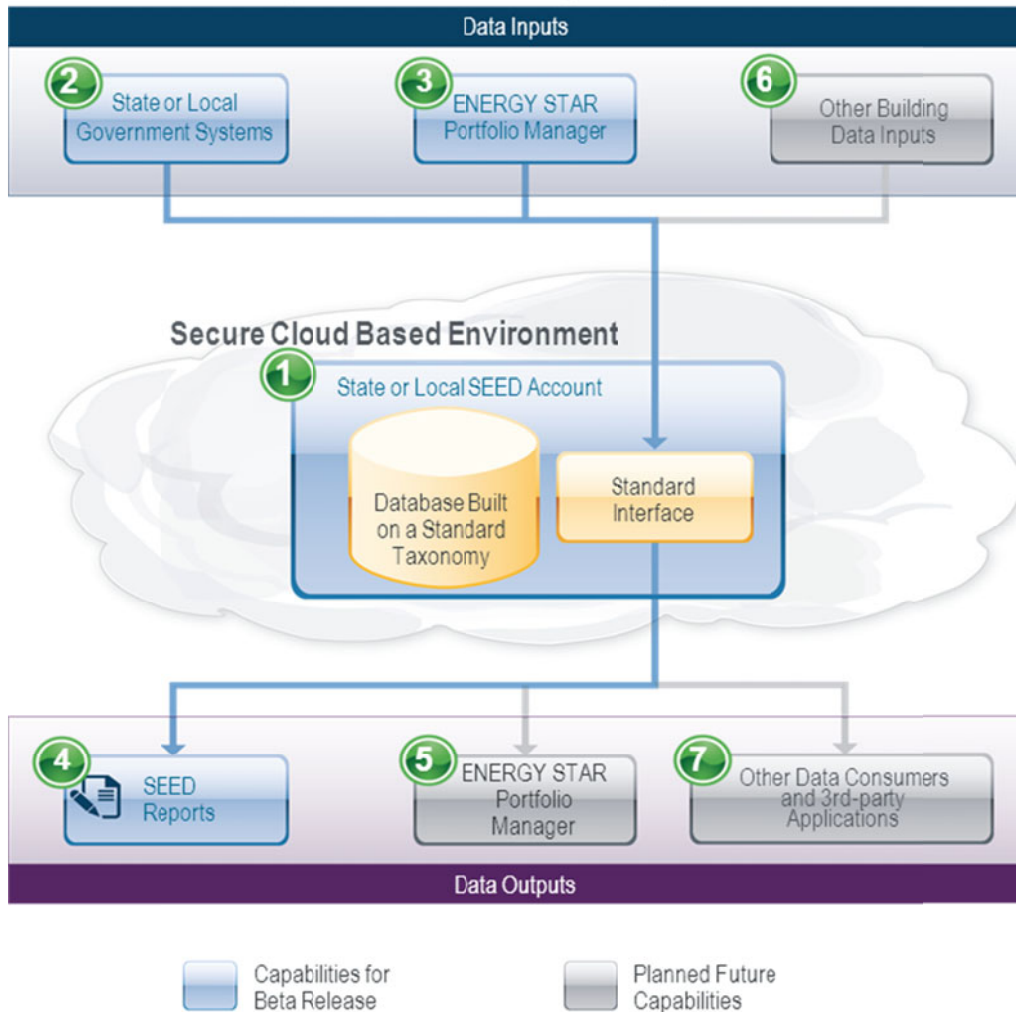 Data Inputs
2
State or Local
Government Systems
3
ENERGY STAR
Portfolio Manager
6
Other Building
Data Inputs
Secure Cloud Based Environment
1
State or Local SEED Account
Database Built
on a Standard
Taxonomy
Standard
Interface
4
SEED
Reports
5
ENERGY STAR
Portfolio
Manager
7
Other Data Consumers
and 3rd-party
Applications
Data Outputs
Capabilities for
Beta Release
Planned Future
Capabilities